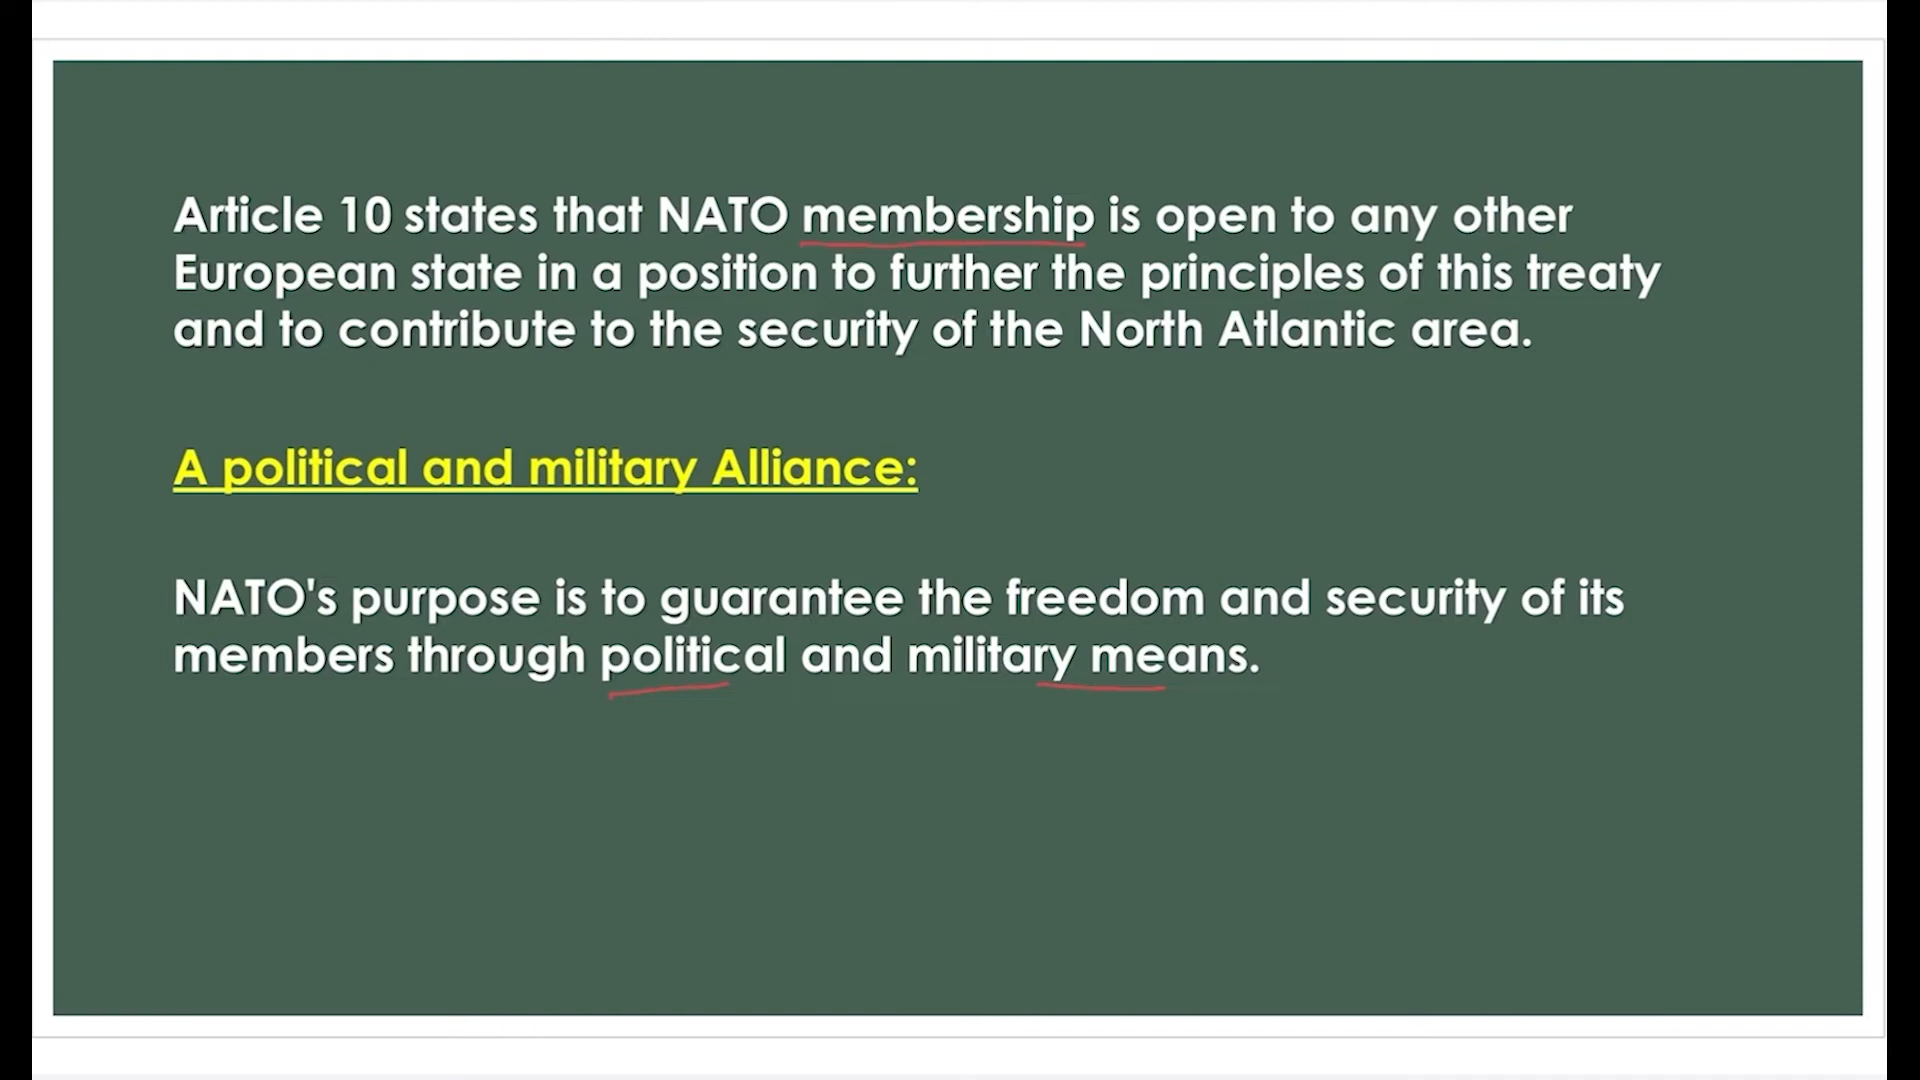 Article 10 states that NATO membership is open to any other
European state in a position to further the principles of this treaty
and to contribute to the security of the North Atlantic area.
A political and military Alliance:
NATO's purpose is to guarantee the freedom and security of its
members through political and military means.